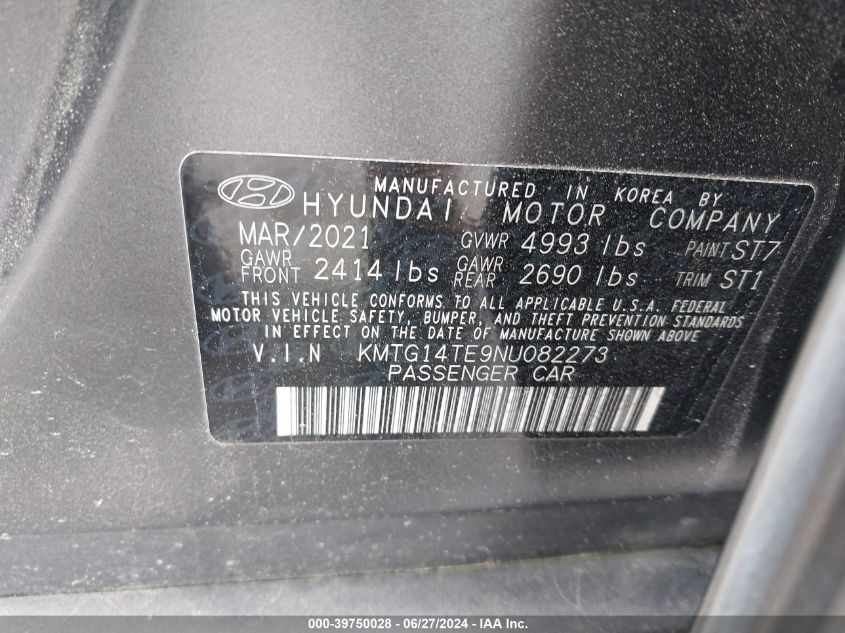 MANUFACTURED IN KOREA BY
HYUNDAI MOTOR COMPANY
MAR/2021 GVWR 4993 lbs PAINT ST7
GAWR FRONT 2414 lbs GAWR REAR 2690 lbs TRIM ST1
THIS VEHICLE CONFORMS TO ALL APPLICABLE U.S.A. FEDERAL
MOTOR VEHICLE SAFETY, BUMPER, AND THEFT PREVENTION STANDARDS
IN EFFECT ON THE DATE OF MANUFACTURE SHOWN ABOVE
V.I.N KMTG14TE9NU082273
PASSENGER CAR
000-39750028 - 06/27/2024 - IAA Inc.